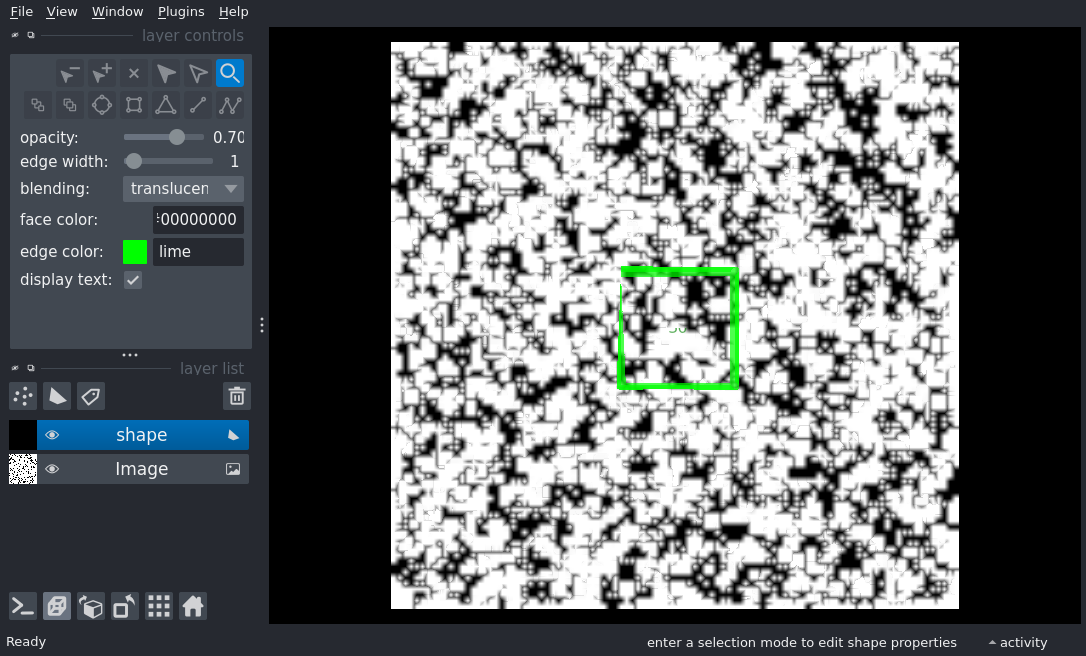 File View Window Plugins Help
layer controls
opacity: 0.70
edge width: 1
blending: translucen
face color: 00000000
edge color: lime
display text:
layer list
shape
Image
Ready
enter a selection mode to edit shape properties
activity